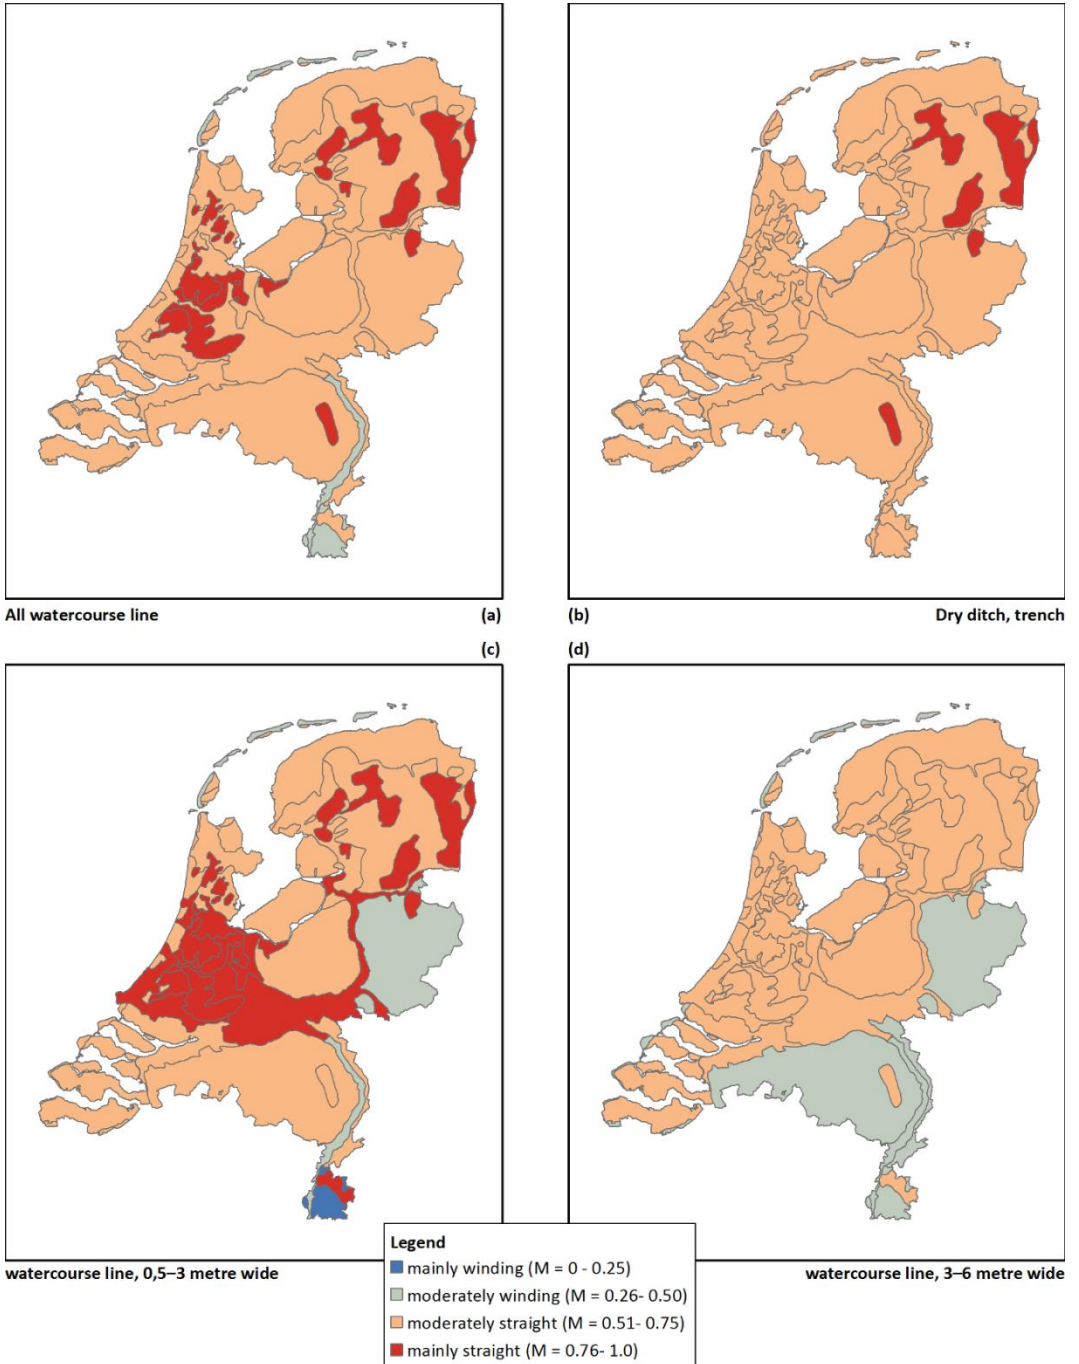 All watercourse line (a)
(b) Dry ditch, trench
(c)
(d)
watercourse line, 0,5–3 metre wide
watercourse line, 3–6 metre wide
Legend
mainly winding (M = 0 - 0.25)
moderately winding (M = 0.26- 0.50)
moderately straight (M = 0.51- 0.75)
mainly straight (M = 0.76- 1.0)